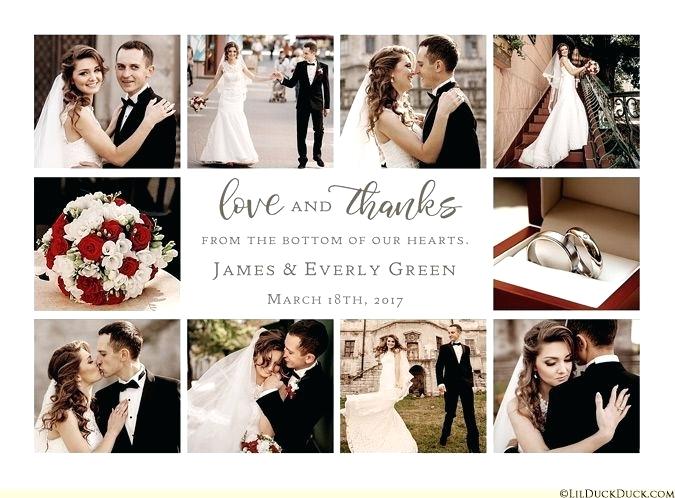 love AND thanks
FROM THE BOTTOM OF OUR HEARTS.
JAMES & EVERLY GREEN
MARCH 18TH, 2017
©LILDUCKDUCK.COM